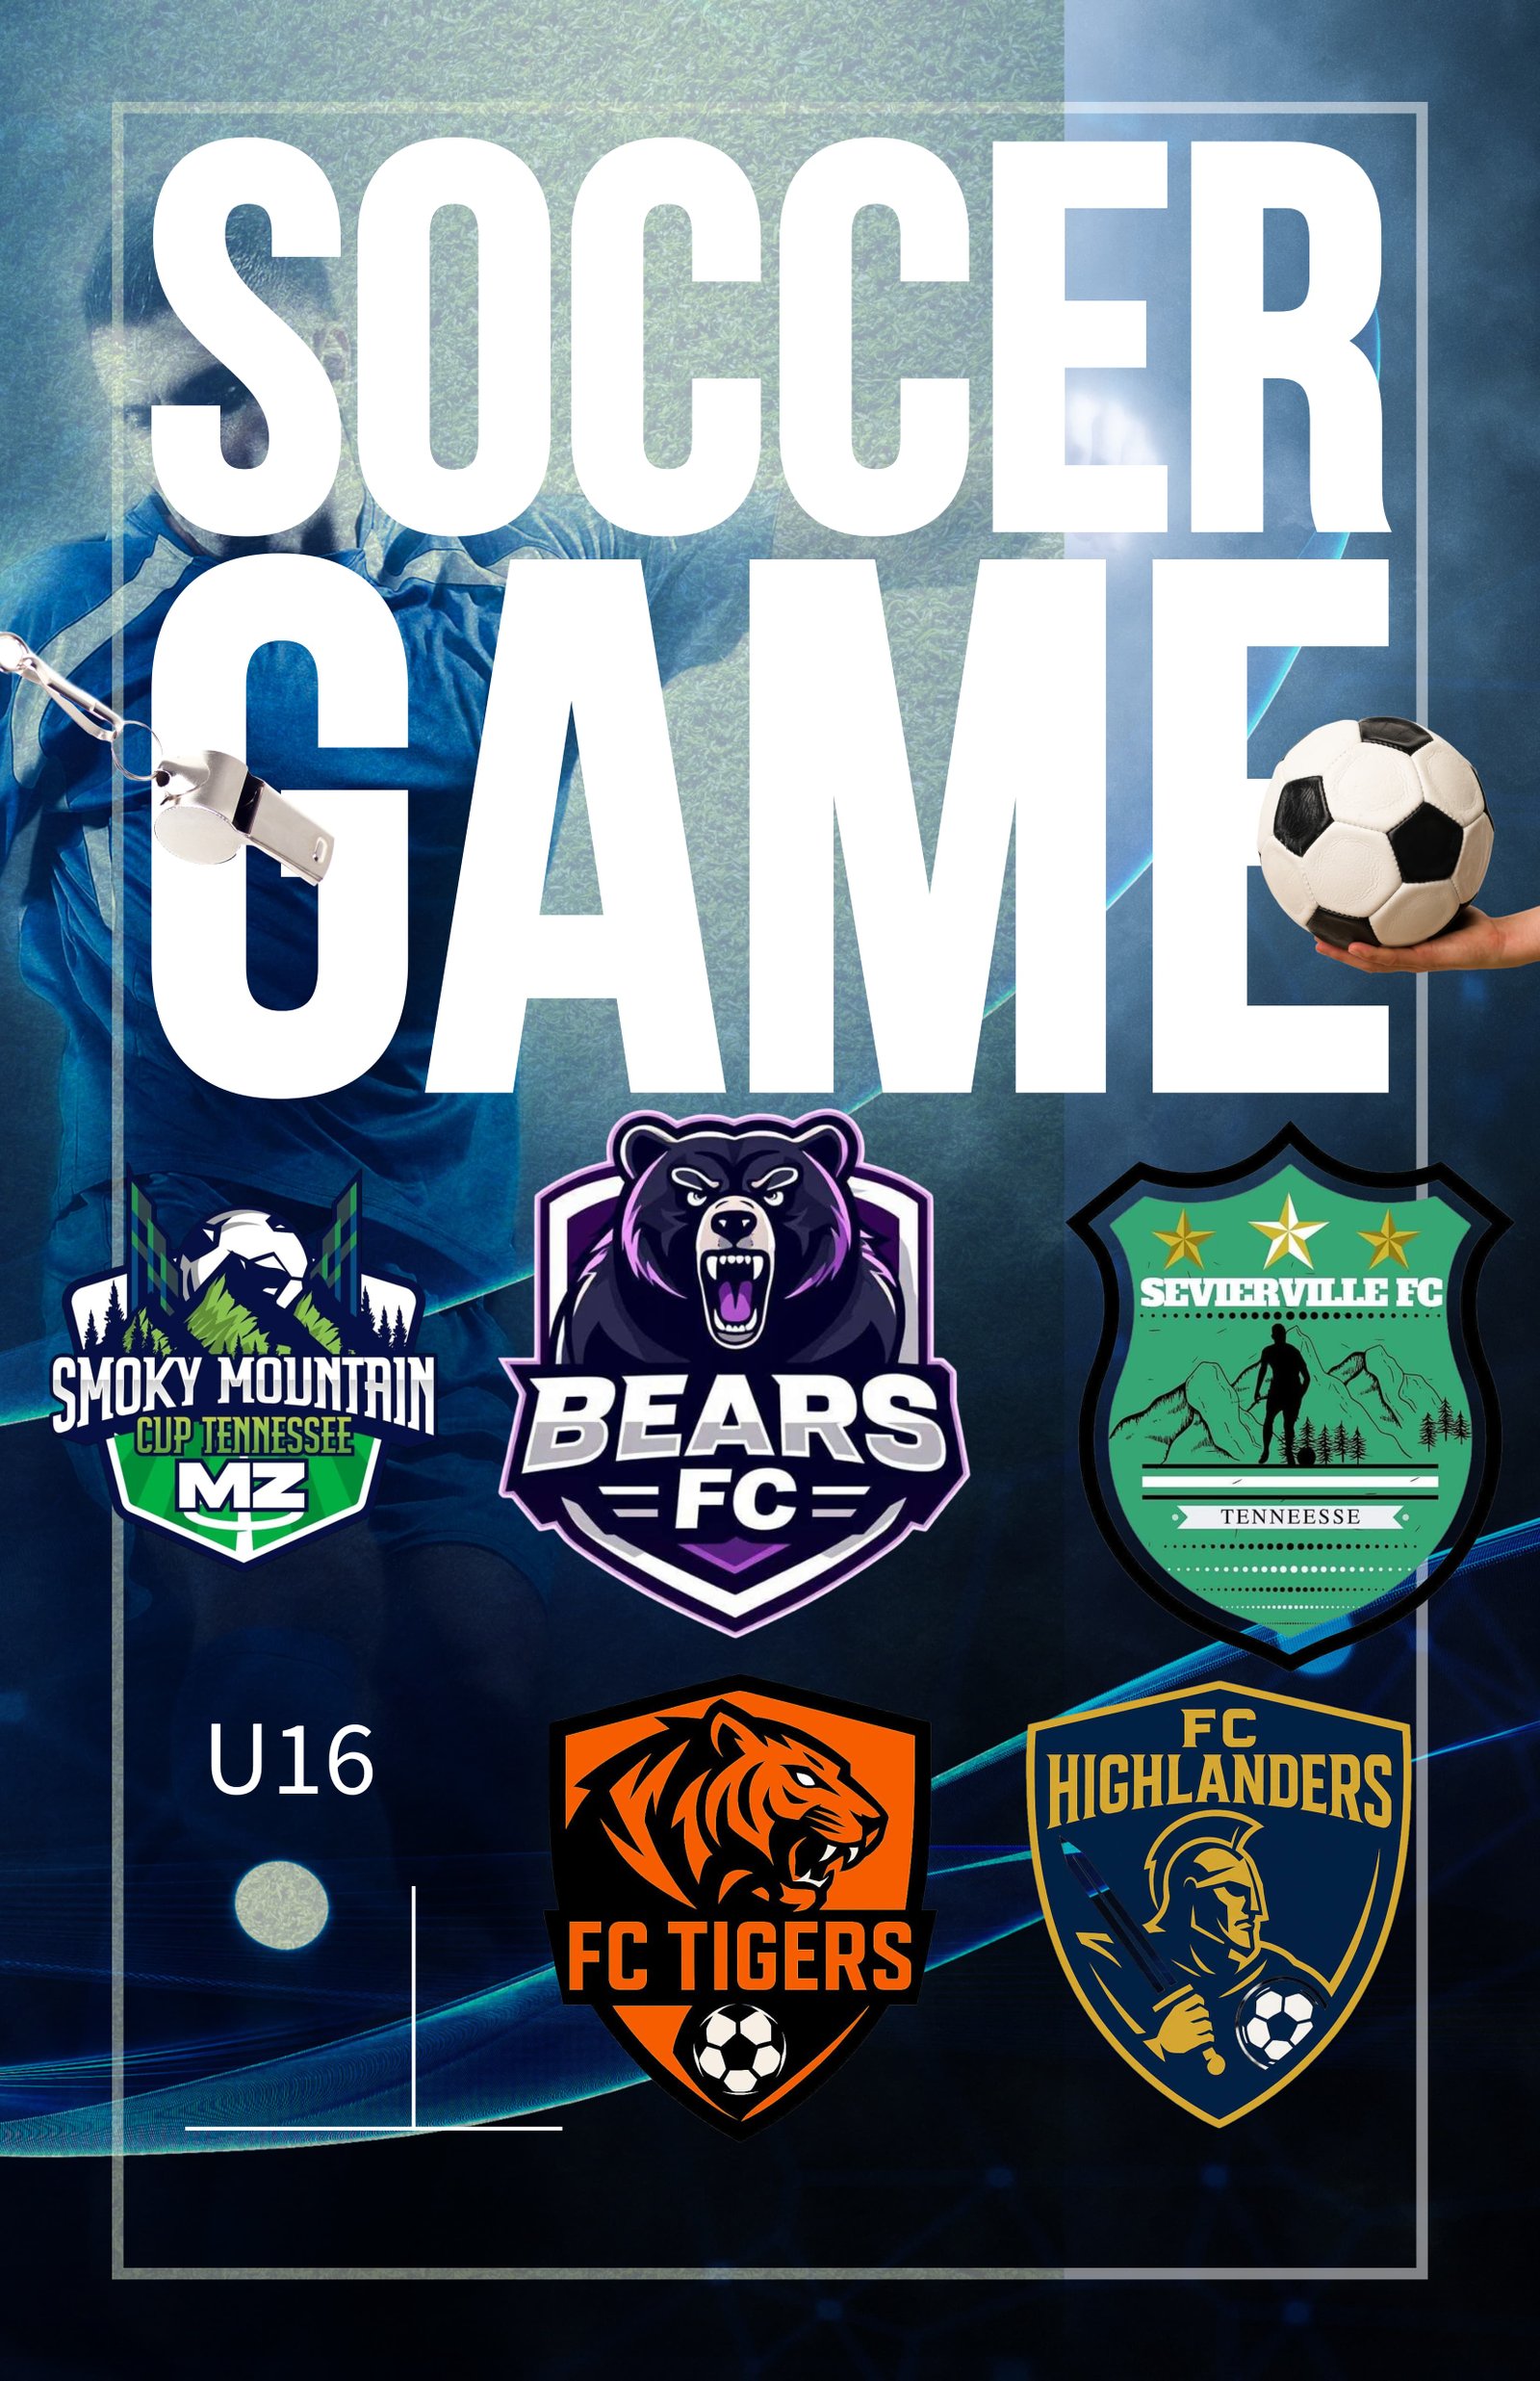 SOCCER
GAME
SMOKY MOUNTAIN
CUP TENNESSEE
MZ
BEARS
FC
SEVIERVILLE FC
TENNEESSE
U16
FC TIGERS
FC
HIGHLANDERS